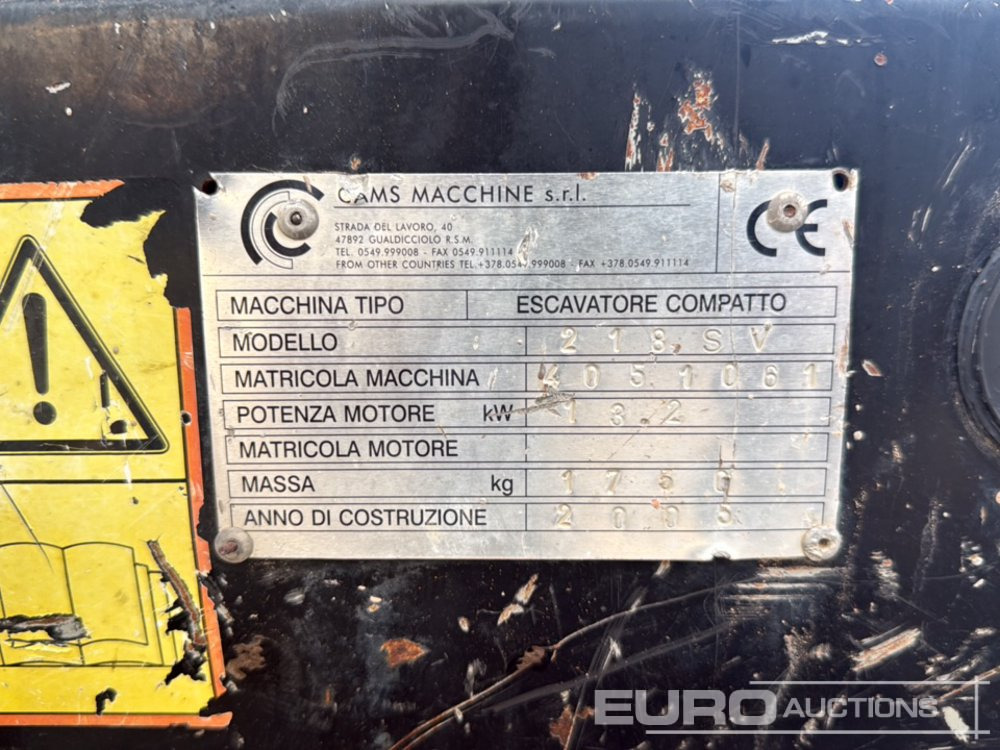 CAMS MACCHINE s.r.l.
STRADA DEL LAVORO, 40
47892 GUALDICCIOLO R.S.M.
TEL. 0549.999008 - FAX 0549.911114
FROM OTHER COUNTRIES TEL.+378.0549.999008 - FAX +378.0549.911114
CE
MACCHINA TIPO ESCAVATORE COMPATTO
MODELLO 218 SV
MATRICOLA MACCHINA 4051061
POTENZA MOTORE kW 13.2
MATRICOLA MOTORE
MASSA kg 1750
ANNO DI COSTRUZIONE 2005
EURO AUCTIONS